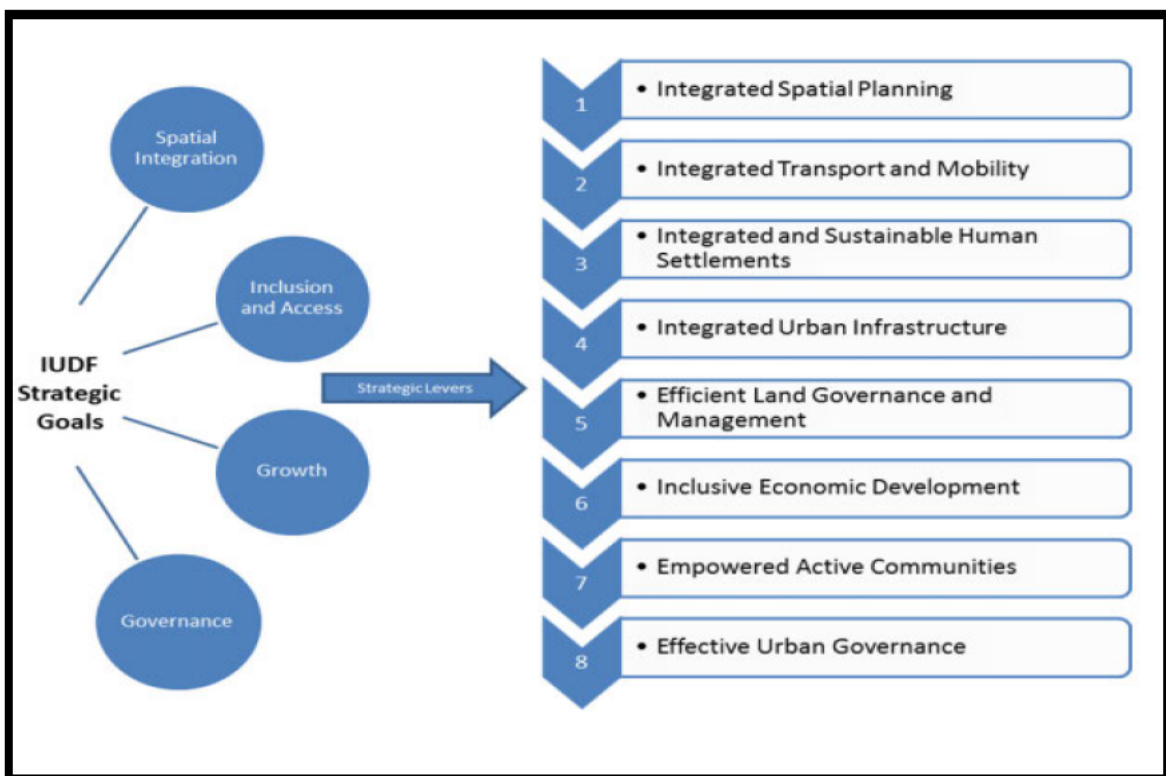 Spatial
Integration
Inclusion
and Access
IUDF
Strategic
Goals
Growth
Governance
Strategic Levers
1
• Integrated Spatial Planning
2
• Integrated Transport and Mobility
3
• Integrated and Sustainable Human
Settlements
4
• Integrated Urban Infrastructure
5
• Efficient Land Governance and
Management
6
• Inclusive Economic Development
7
• Empowered Active Communities
8
• Effective Urban Governance